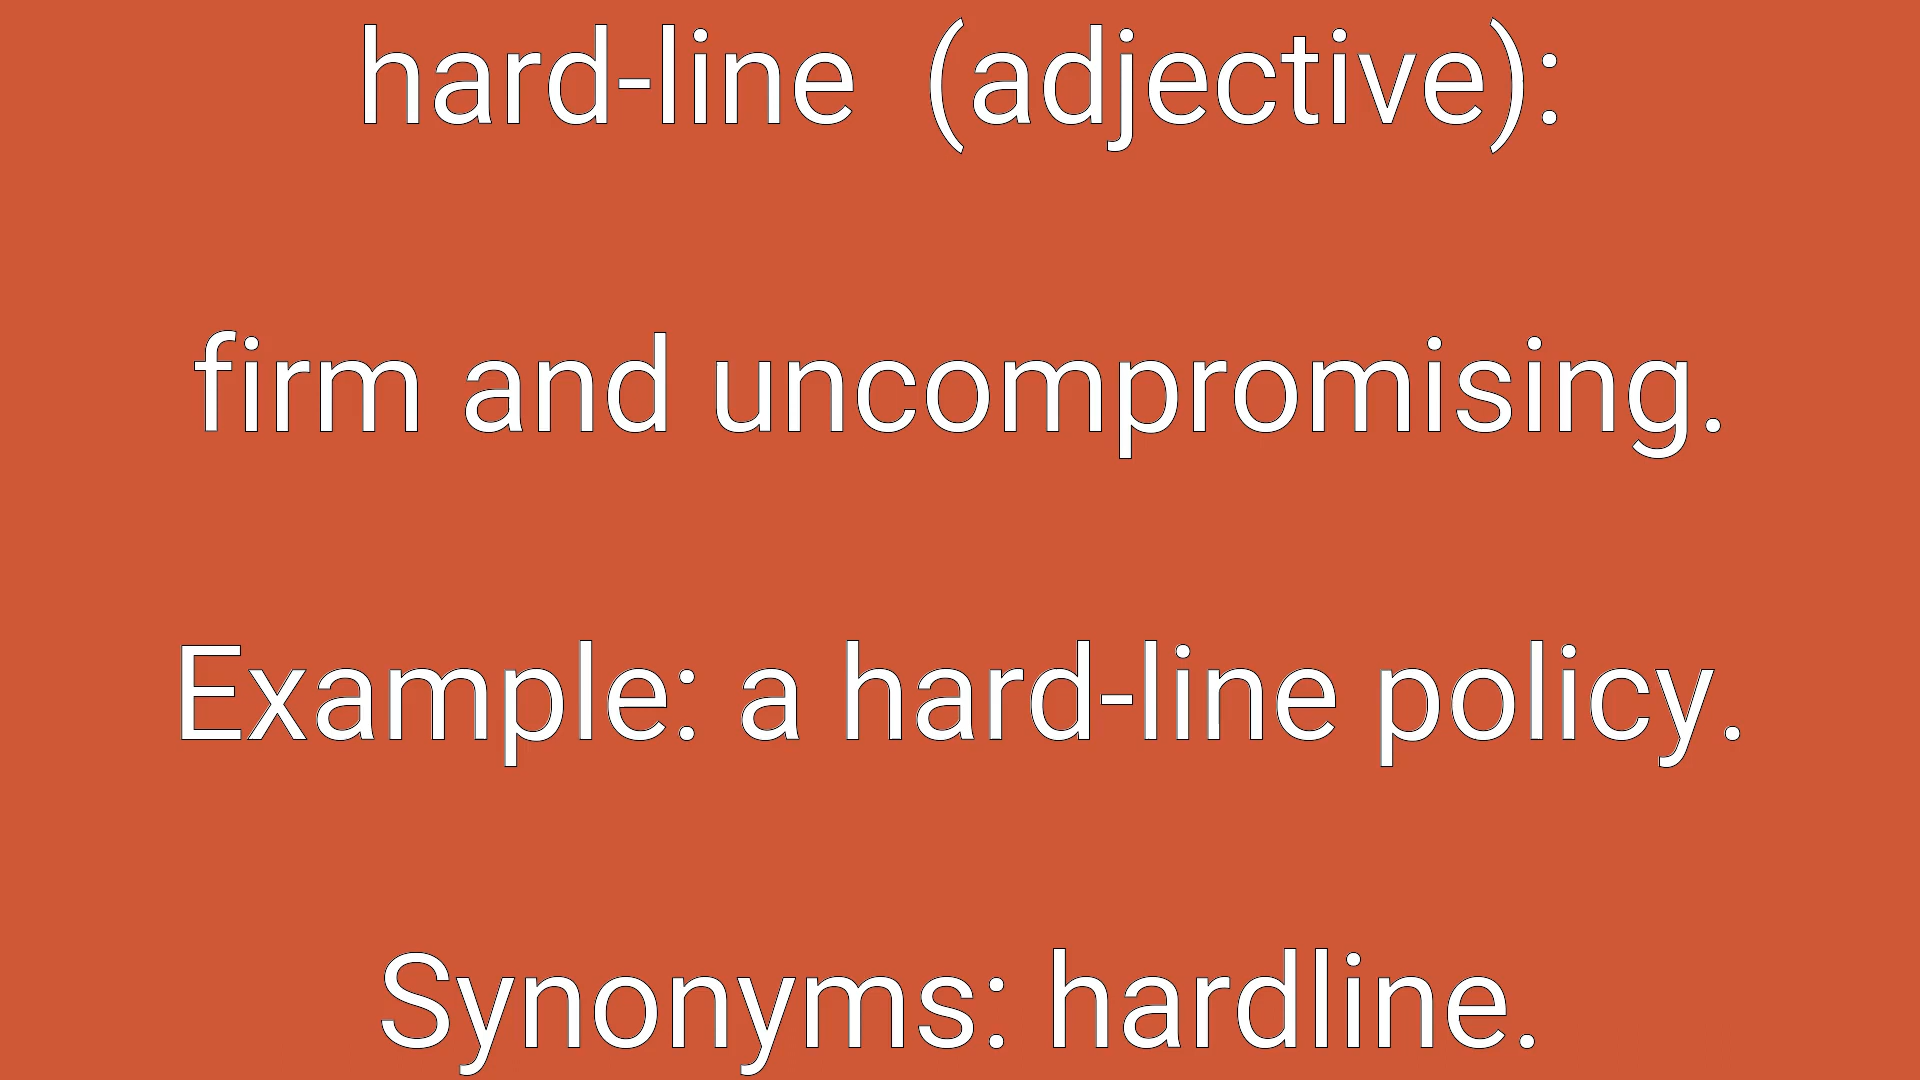 hard-line  (adjective):
firm and uncompromising.
Example: a hard-line policy.
Synonyms: hardline.